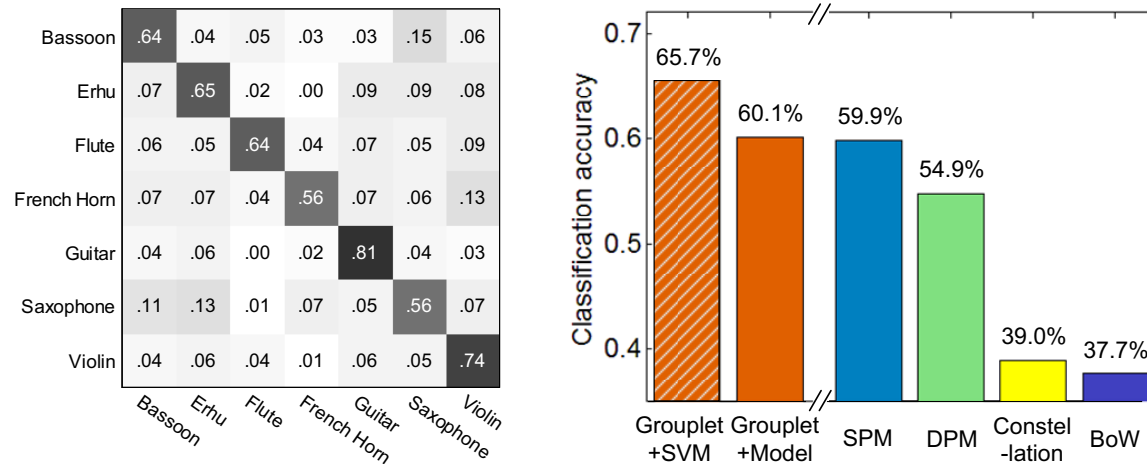 Bassoon .64 .04 .05 .03 .03 .15 .06
Erhu .07 .65 .02 .00 .09 .09 .08
Flute .06 .05 .64 .04 .07 .05 .09
French Horn .07 .07 .04 .56 .07 .06 .13
Guitar .04 .06 .00 .02 .81 .04 .03
Saxophone .11 .13 .01 .07 .05 .56 .07
Violin .04 .06 .04 .01 .06 .05 .74
Bassoon Erhu Flute French Horn Guitar Saxophone Violin
Classification accuracy
0.7
0.6
0.5
0.4
65.7%
60.1%
59.9%
54.9%
39.0%
37.7%
Grouplet
+SVM
Grouplet
+Model
SPM
DPM
Constel
-lation
BoW